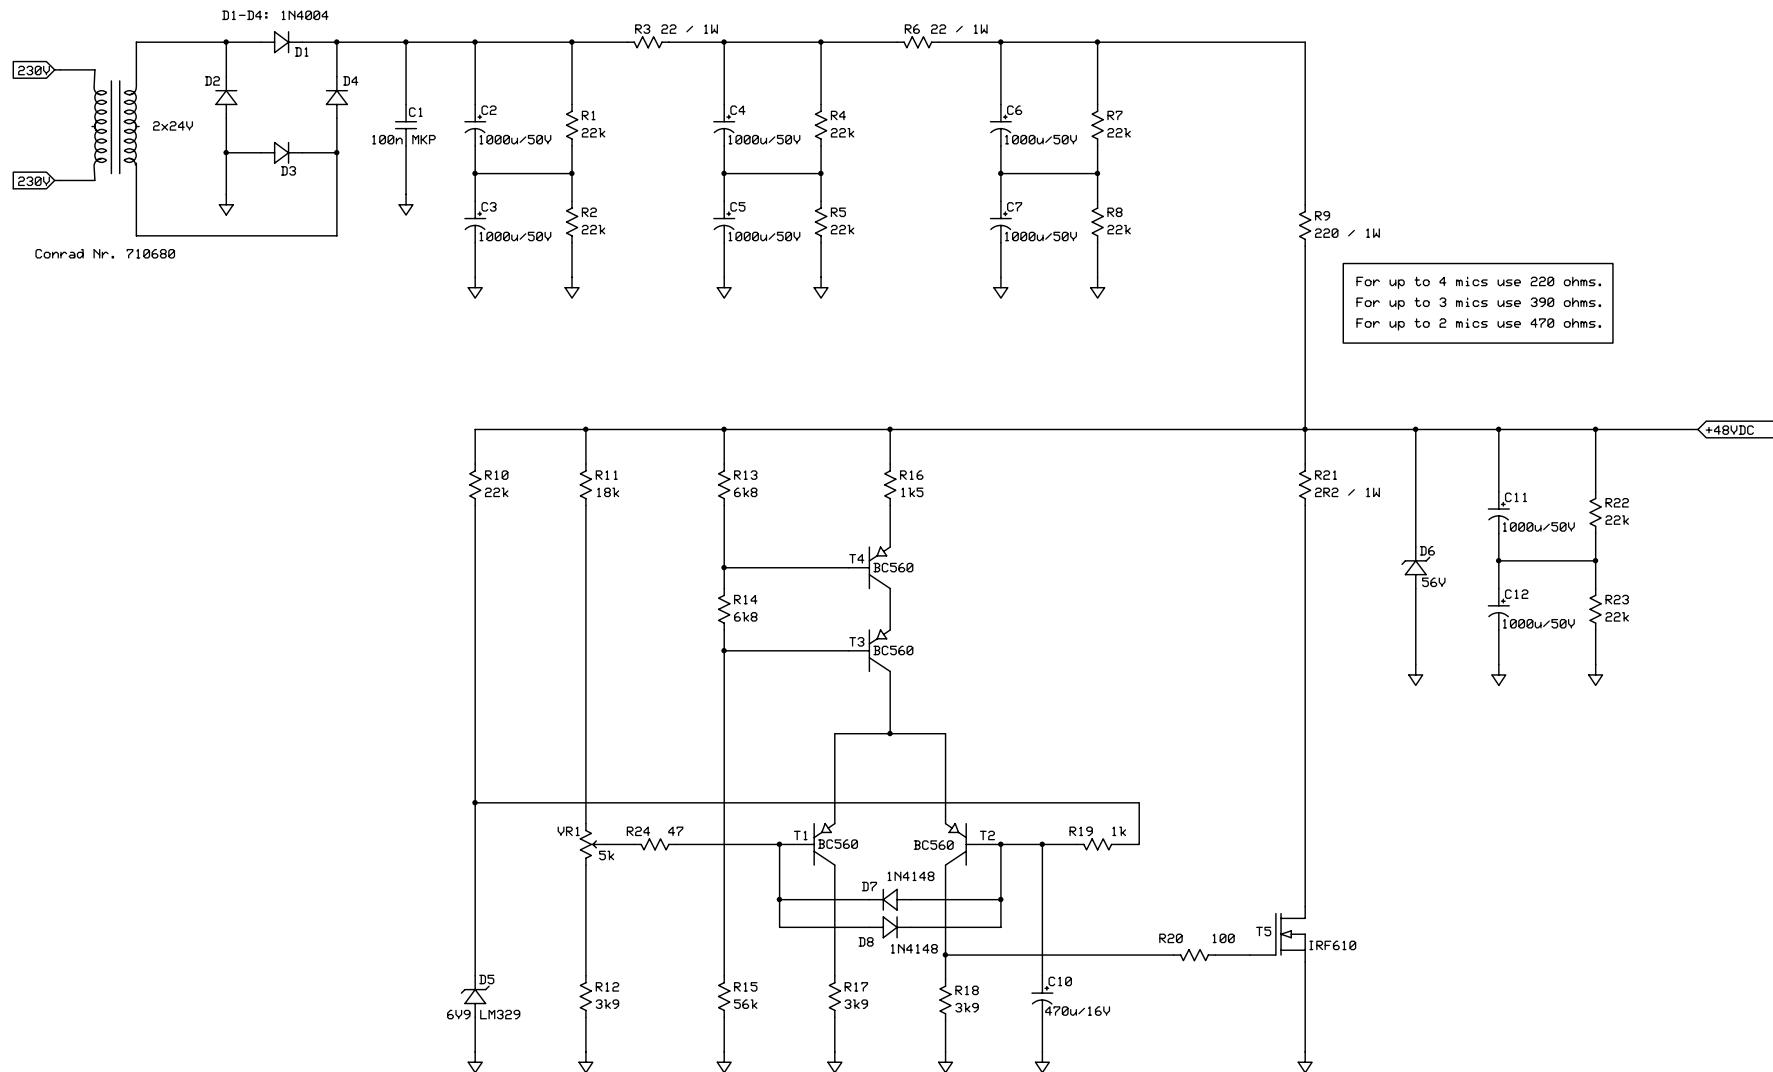 D1-D4: 1N4004
D1
D2
D3
D4
230V
230V
2x24V
Conrad Nr. 710680
C1
100n MKP
C2
1000u/50V
C3
1000u/50V
R1
22k
R2
22k
R3 22 / 1W
C4
1000u/50V
C5
1000u/50V
R4
22k
R5
22k
R6 22 / 1W
C6
1000u/50V
C7
1000u/50V
R7
22k
R8
22k
R9
220 / 1W
For up to 4 mics use 220 ohms.
For up to 3 mics use 390 ohms.
For up to 2 mics use 470 ohms.
+48VDC
R10
22k
R11
18k
R13
6k8
R16
1k5
R21
2R2 / 1W
T4
BC560
R14
6k8
T3
BC560
D6
56V
C11
1000u/50V
C12
1000u/50V
R22
22k
R23
22k
VR1
5k
R24 47
T1
BC560
T2
BC560
R19 1k
D7
1N4148
D8
1N4148
R20 100
T5
IRF610
D5
6V9 LM329
R12
3k9
R15
56k
R17
3k9
R18
3k9
C10
470u/16V